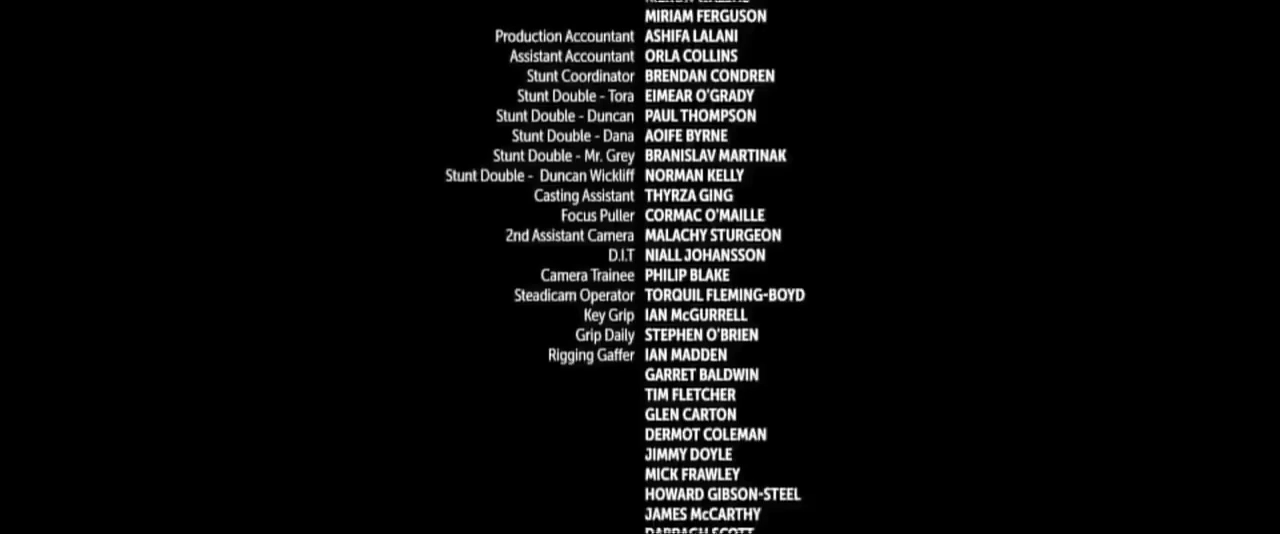 MIRIAM FERGUSON
Production Accountant ASHIFA LALANI
Assistant Accountant ORLA COLLINS
Stunt Coordinator BRENDAN CONDREN
Stunt Double - Tora EIMEAR O'GRADY
Stunt Double - Duncan PAUL THOMPSON
Stunt Double - Dana AOIFE BYRNE
Stunt Double - Mr. Grey BRANISLAV MARTINAK
Stunt Double - Duncan Wickliff NORMAN KELLY
Casting Assistant THYRZA GING
Focus Puller CORMAC O'MAILLE
2nd Assistant Camera MALACHY STURGEON
D.I.T NIALL JOHANSSON
Camera Trainee PHILIP BLAKE
Steadicam Operator TORQUIL FLEMING-BOYD
Key Grip IAN McGURRELL
Grip Daily STEPHEN O'BRIEN
Rigging Gaffer IAN MADDEN
GARRET BALDWIN
TIM FLETCHER
GLEN CARTON
DERMOT COLEMAN
JIMMY DOYLE
MICK FRAWLEY
HOWARD GIBSON-STEEL
JAMES McCARTHY